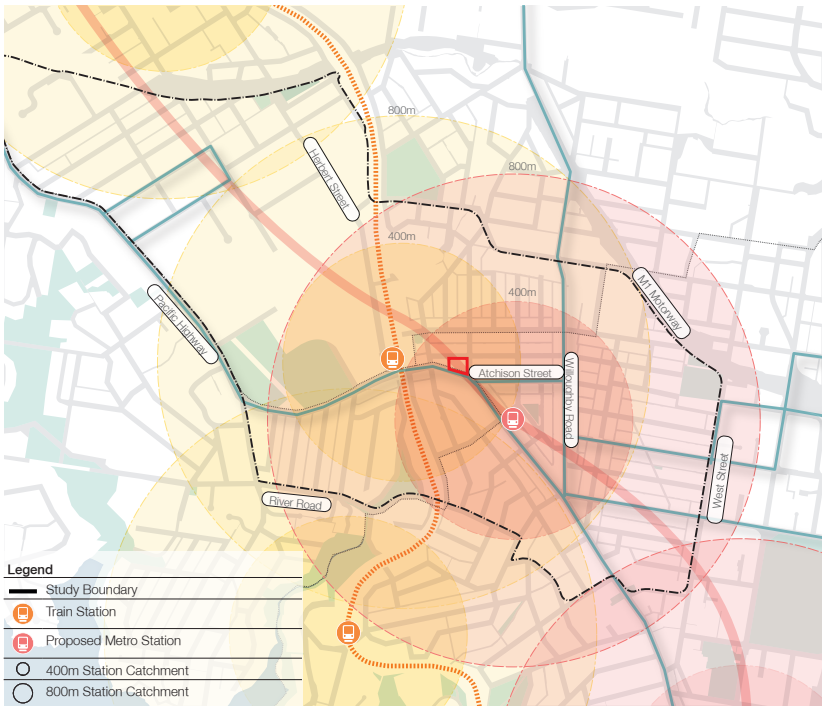 800m
800m
Herbert Street
400m
400m
M1 Motorway
Pacific Highway
Atchison Street
Willoughby Road
West Street
River Road
Legend
Study Boundary
Train Station
Proposed Metro Station
400m Station Catchment
800m Station Catchment